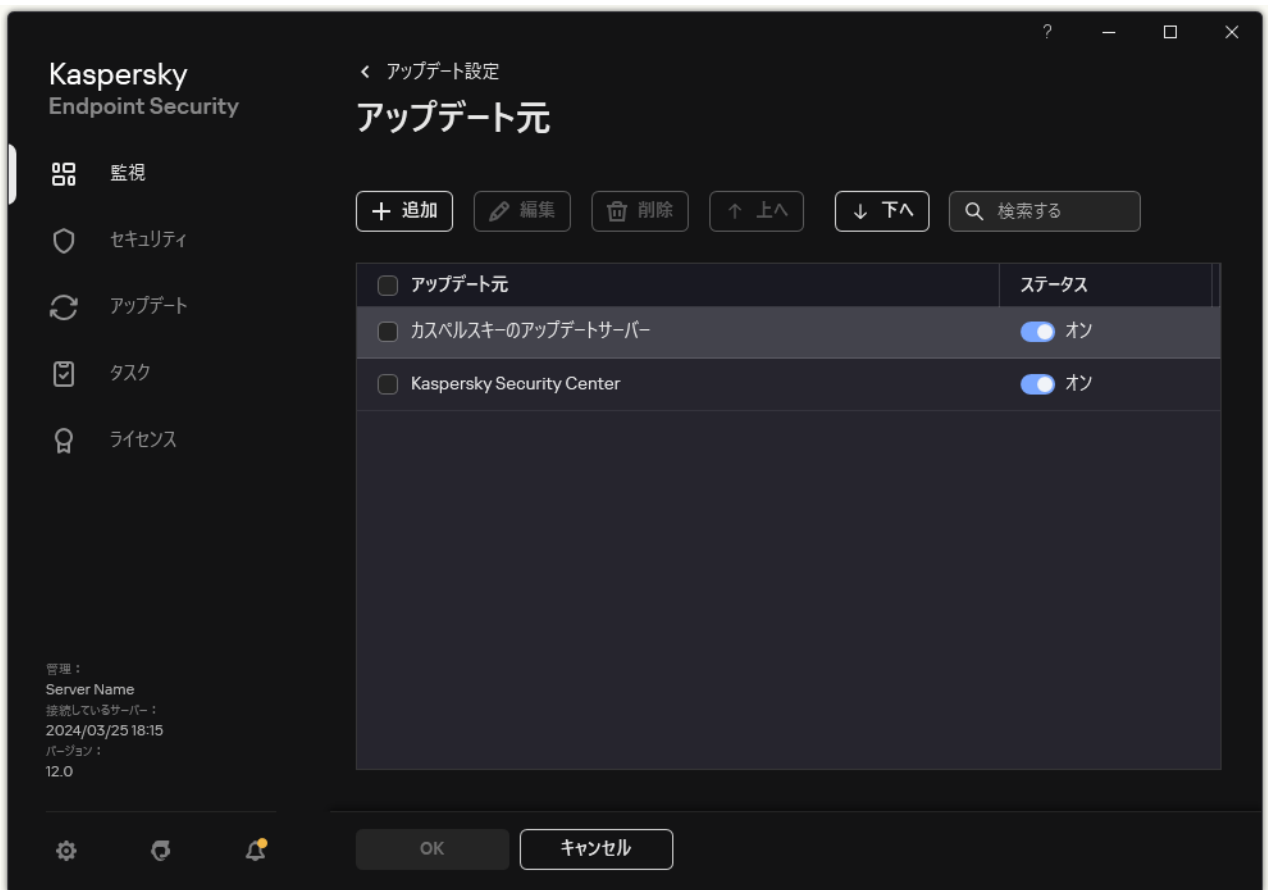 ?
Kaspersky
Endpoint Security
監視
セキュリティ
アップデート
タスク
ライセンス
管理：
Server Name
接続しているサーバー：
2024/03/25 18:15
バージョン：
12.0
アップデート設定
アップデート元
追加
編集
削除
上へ
下へ
検索する
アップデート元 ステータス
カスペルスキーのアップデートサーバー オン
Kaspersky Security Center オン
OK キャンセル